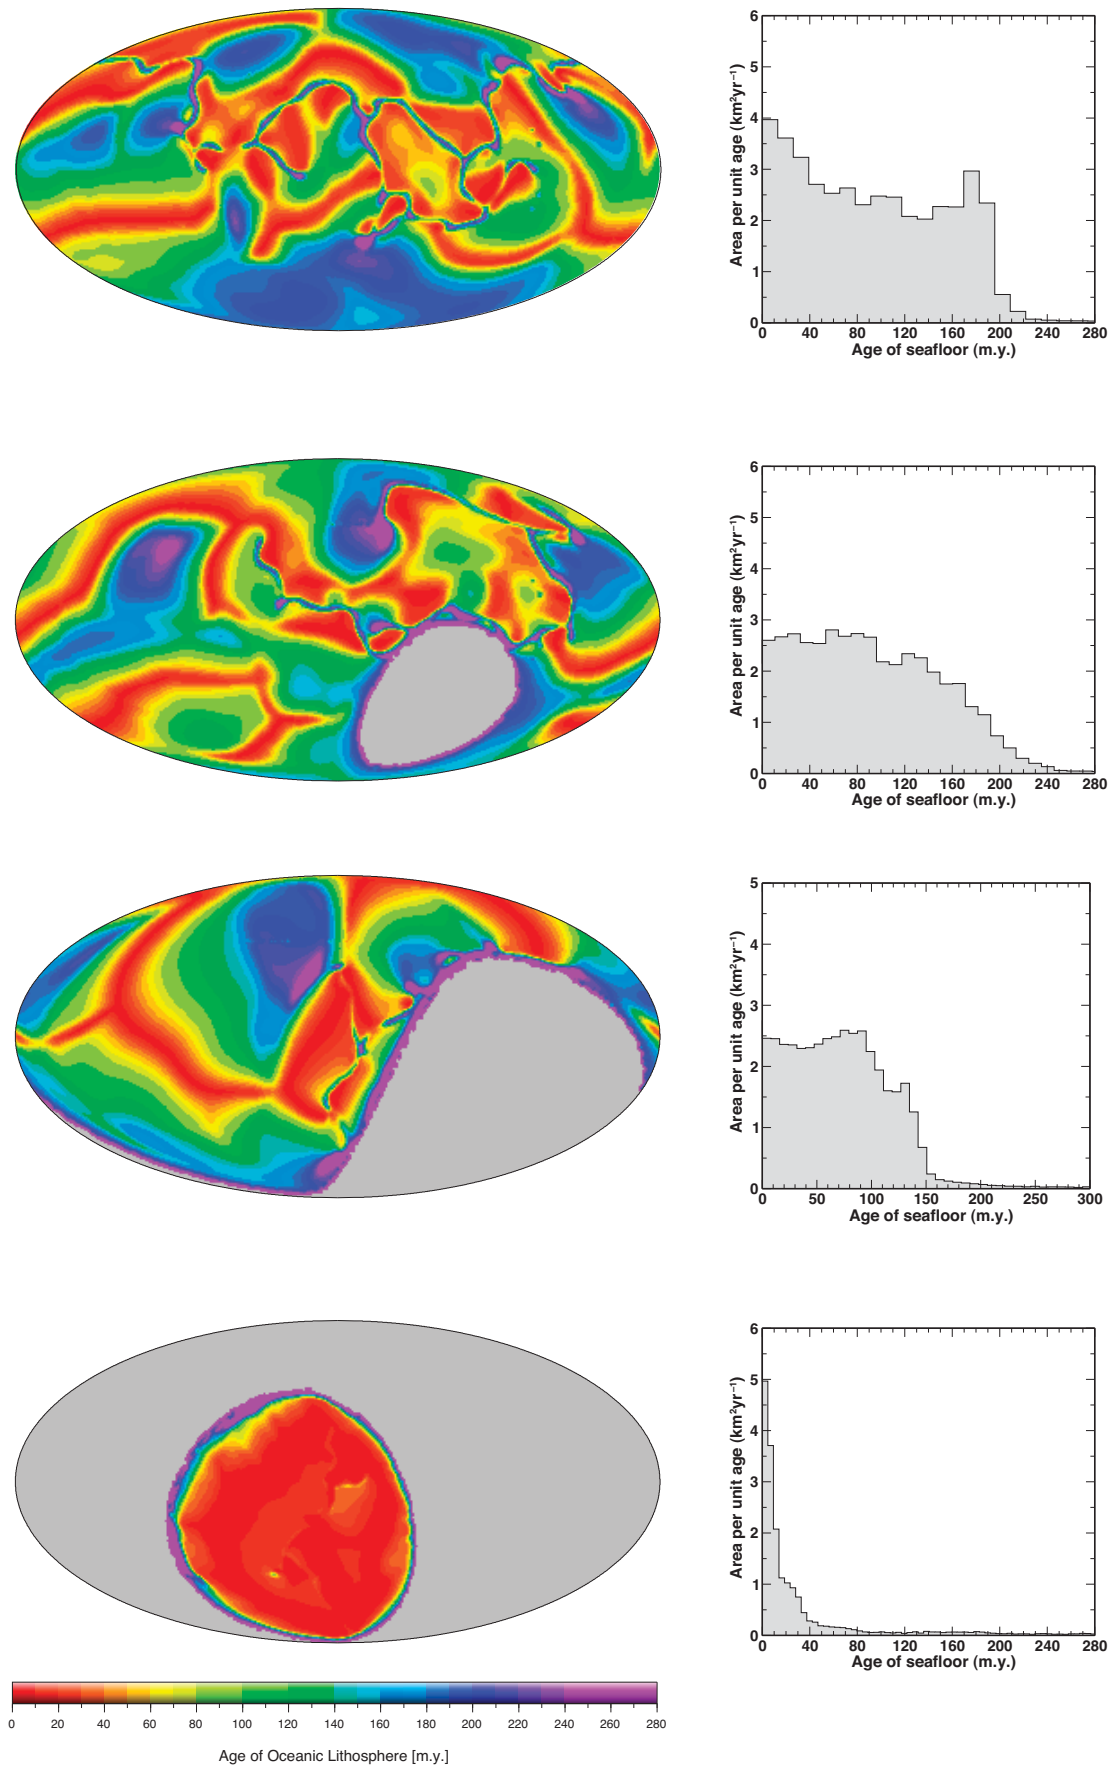 6
5
4
3
2
1
0
0 40 80 120 160 200 240 280
Area per unit age (km²yr⁻¹)
Age of seafloor (m.y.)
6
5
4
3
2
1
0
0 40 80 120 160 200 240 280
Area per unit age (km²yr⁻¹)
Age of seafloor (m.y.)
5
4
3
2
1
0
0 50 100 150 200 250 300
Area per unit age (km²yr⁻¹)
Age of seafloor (m.y.)
6
5
4
3
2
1
0
0 40 80 120 160 200 240 280
Area per unit age (km²yr⁻¹)
Age of seafloor (m.y.)
0 20 40 60 80 100 120 140 160 180 200 220 240 260 280
Age of Oceanic Lithosphere [m.y.]